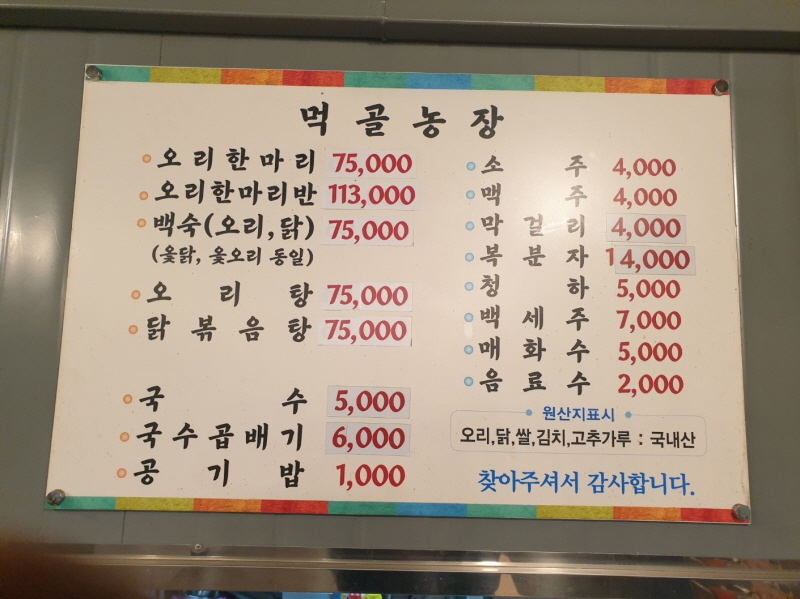 먹골농장
오리한마리 75,000
오리한마리반 113,000
백숙(오리,닭) 75,000
(옻닭, 옻오리 동일)
오리탕 75,000
닭볶음탕 75,000
국수 5,000
국수곱배기 6,000
공기밥 1,000
소주 4,000
맥주 4,000
막걸리 4,000
복분자 14,000
청하 5,000
백세주 7,000
매화수 5,000
음료수 2,000
원산지표시
오리,닭,쌀,김치,고추가루 : 국내산
찾아주셔서 감사합니다.